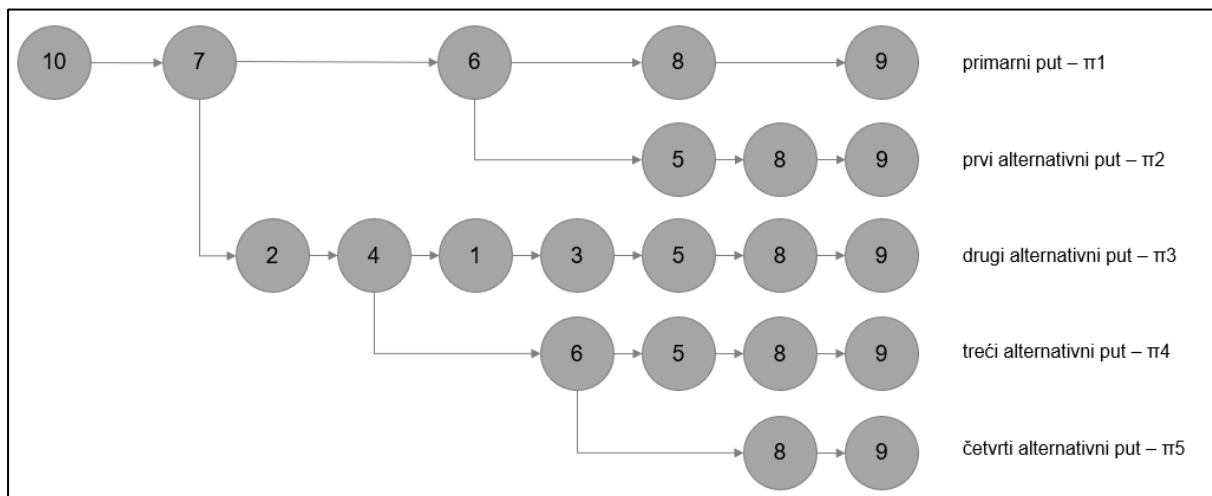 10 7 6 8 9 primarni put – π1
5 8 9 prvi alternativni put – π2
2 4 1 3 5 8 9 drugi alternativni put – π3
6 5 8 9 treći alternativni put – π4
8 9 četvrti alternativni put – π5